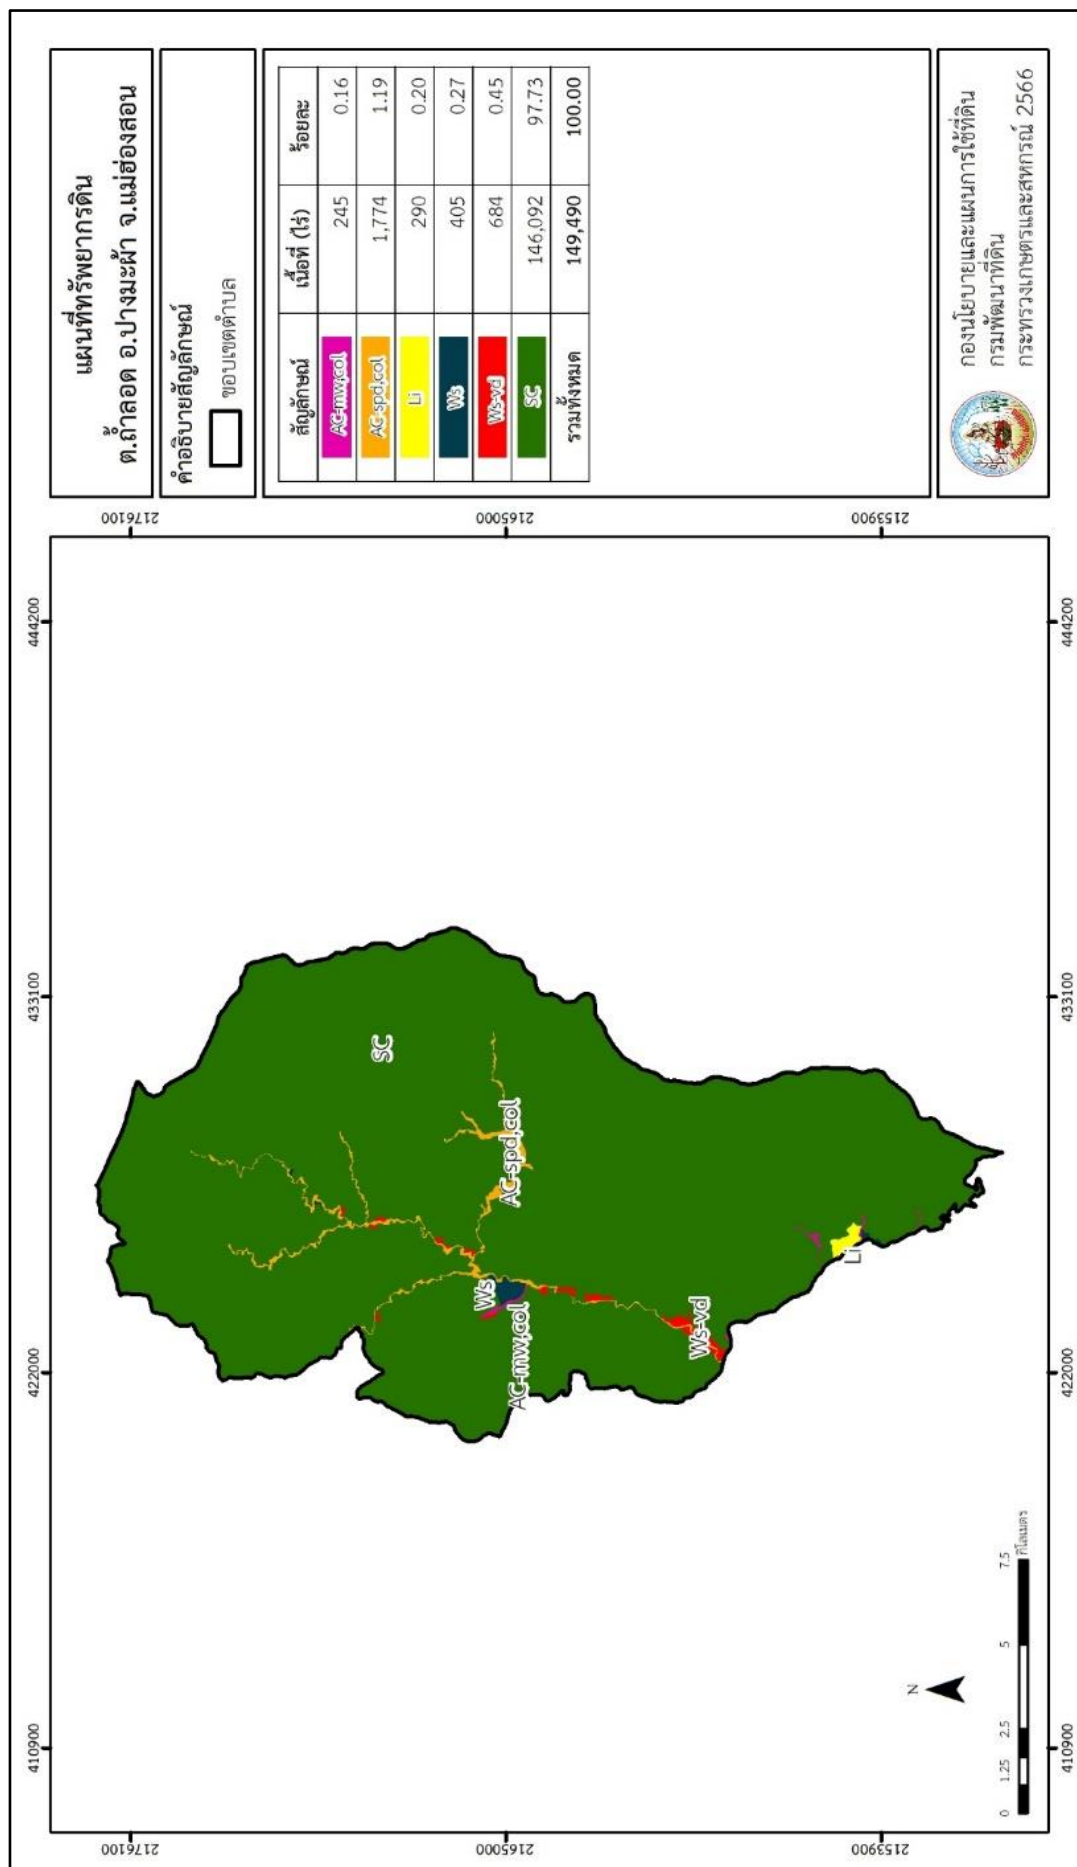 แผนที่ทรัพยากรดิน
ต.ถ้ำลอด อ.ปางมะผ้า จ.แม่ฮ่องสอน
คำอธิบายสัญลักษณ์
ขอบเขตตำบล
สัญลักษณ์ เนื้อที่ (ไร่) ร้อยละ
AC-mw,col 245 0.16
AC-spd,col 1,774 1.19
Li 290 0.20
Ws 405 0.27
Ws-vd 684 0.45
SC 146,092 97.73
รวมทั้งหมด 149,490 100.00
กองนโยบายและแผนการใช้ที่ดิน
กรมพัฒนาที่ดิน
กระทรวงเกษตรและสหกรณ์ 2566
410900 422000 433100 444200
2176100
2165000
2153900
SC
AC-spd,col
Ws
AC-mw,col
Ws-vd
Li
N
0 1.25 2.5 5 7.5
กิโลเมตร
410900 422000 433100 444200
2176100
2165000
2153900